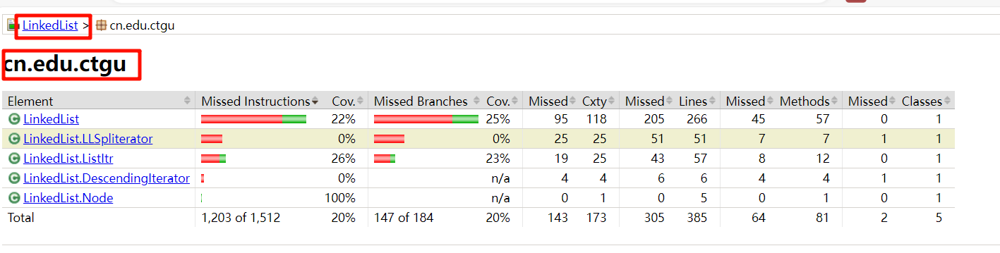 LinkedList > cn.edu.ctgu
cn.edu.ctgu
Element Missed Instructions Cov. Missed Branches Cov. Missed Cxty Missed Lines Missed Methods Missed Classes
LinkedList 22% 25% 95 118 205 266 45 57 0 1
LinkedList.LLSpliterator 0% 0% 25 25 51 51 7 7 1 1
LinkedList.ListItr 26% 23% 19 25 43 57 8 12 0 1
LinkedList.DescendingIterator 0% n/a 4 4 6 6 4 4 1 1
LinkedList.Node 100% n/a 0 1 0 5 0 1 0 1
Total 1,203 of 1,512 20% 147 of 184 20% 143 173 305 385 64 81 2 5